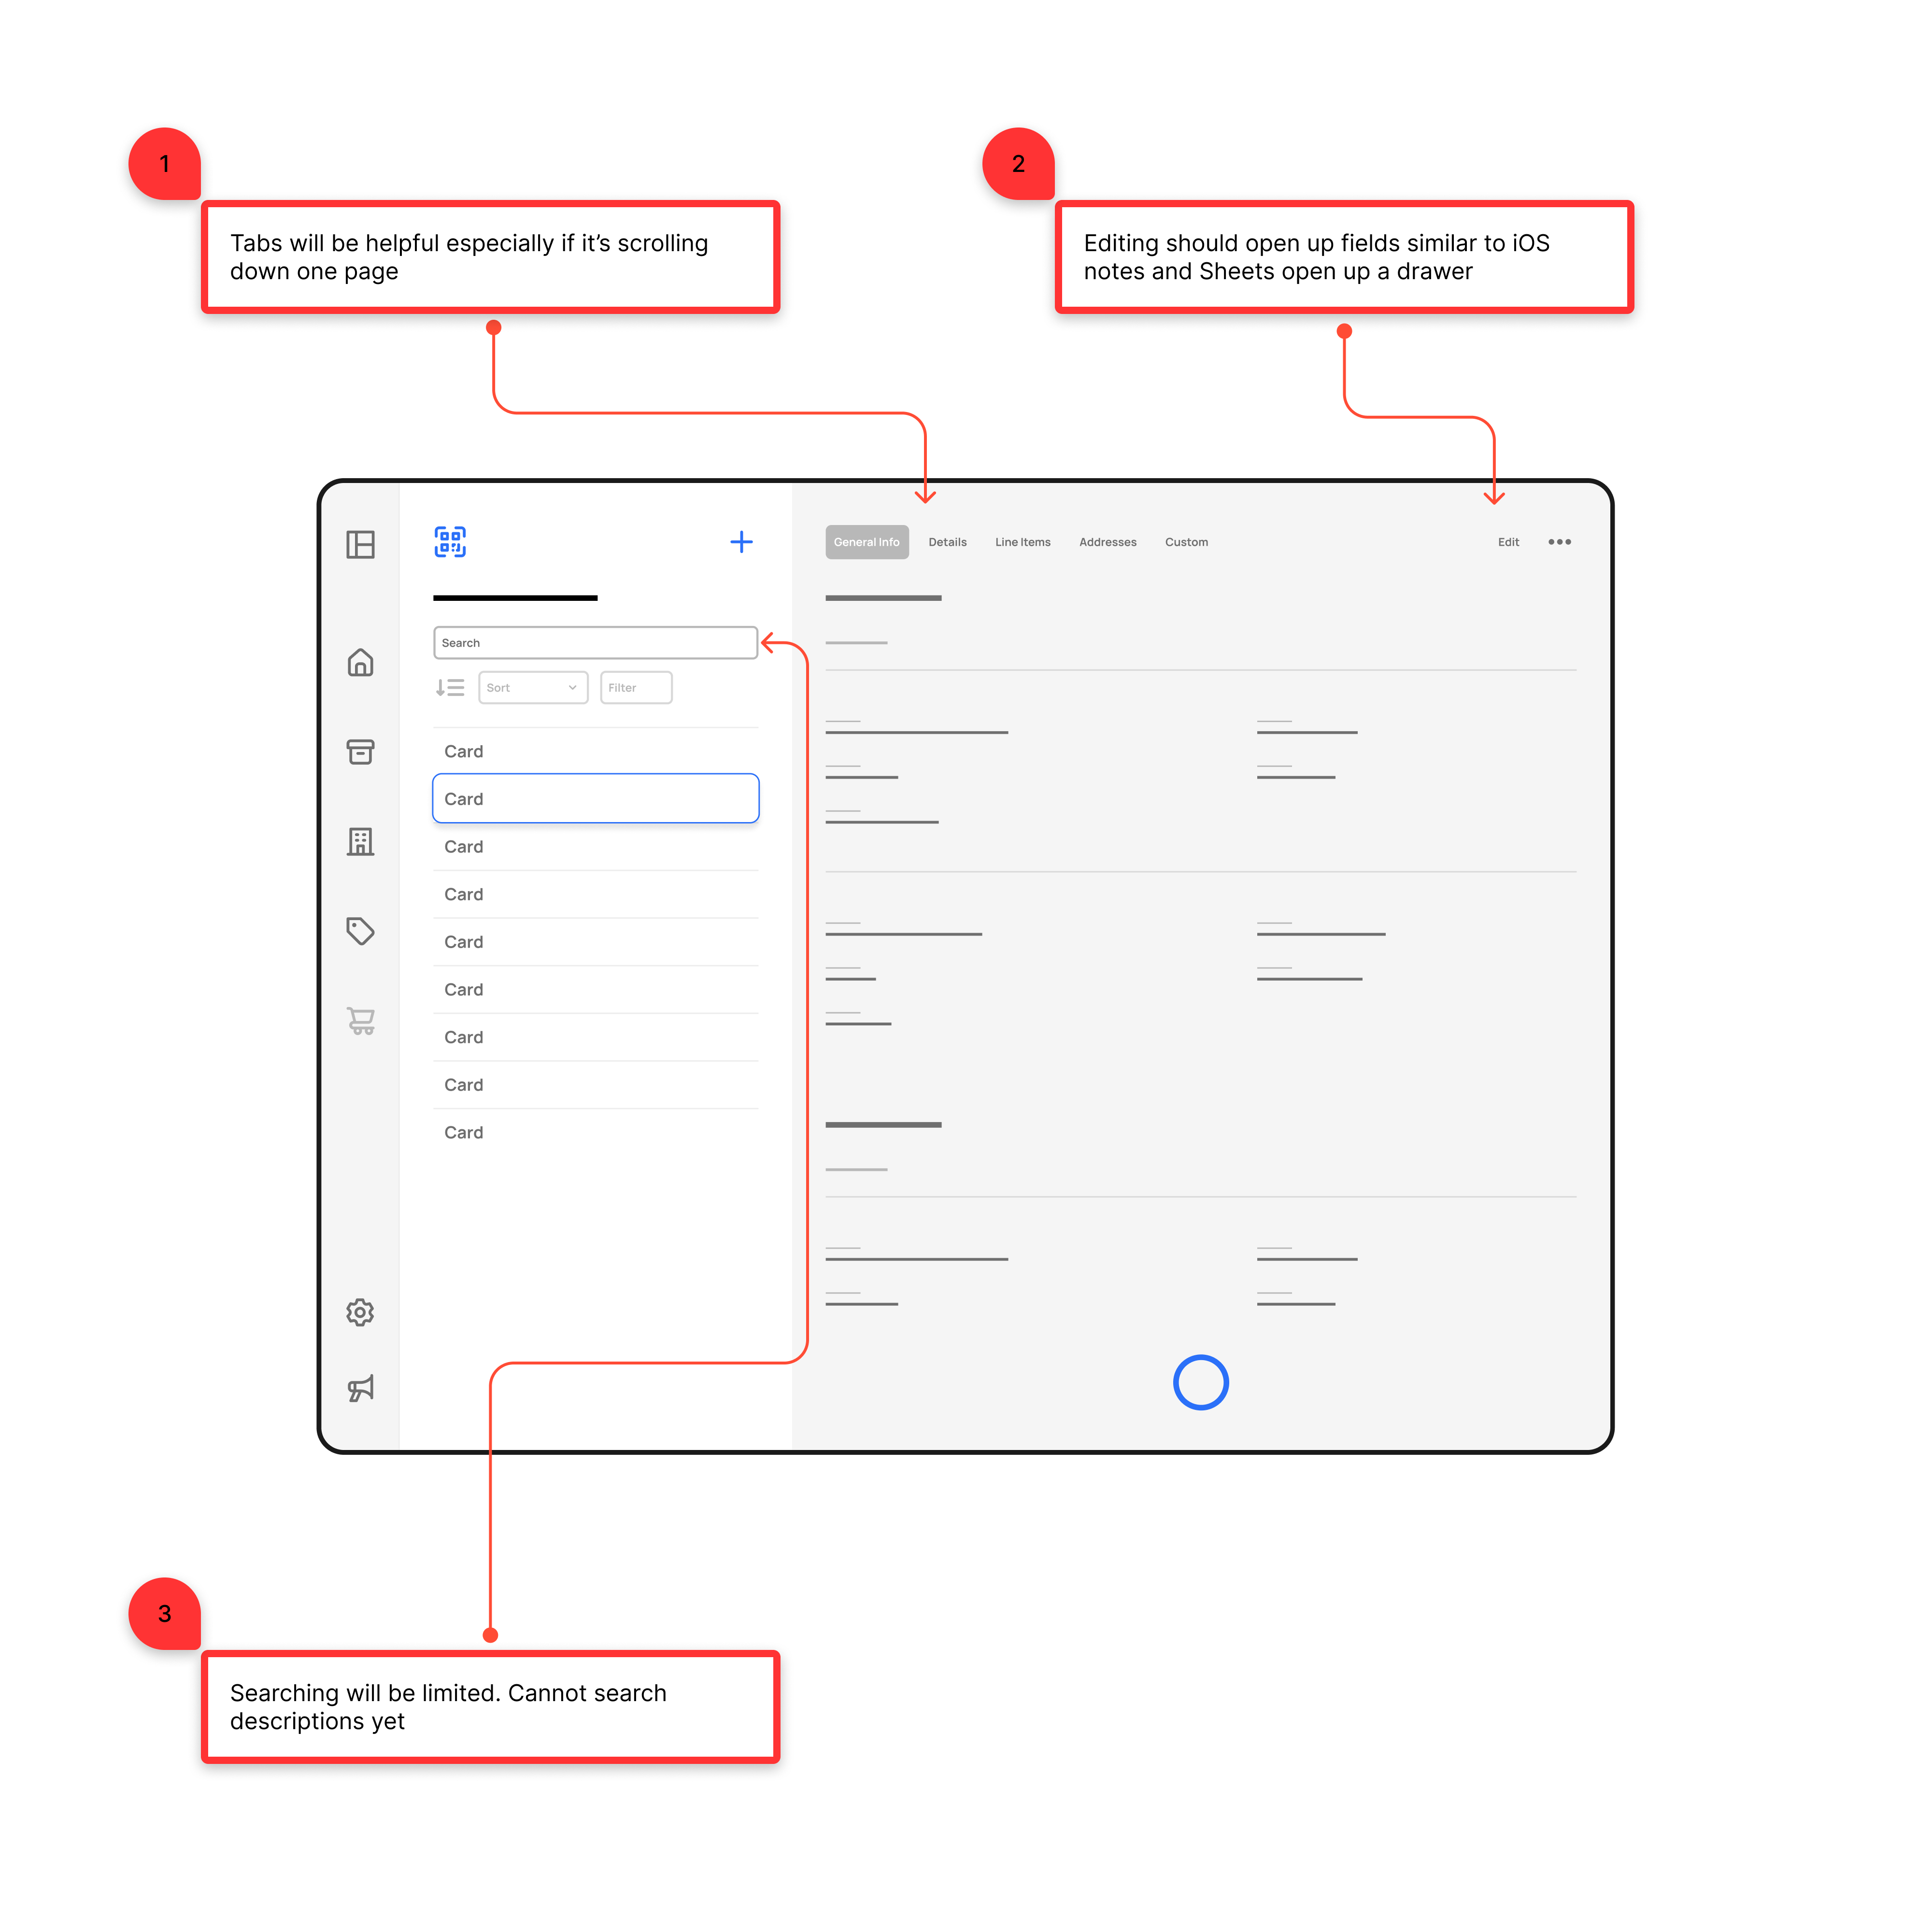 1
Tabs will be helpful especially if it’s scrolling
down one page
2
Editing should open up fields similar to iOS
notes and Sheets open up a drawer
General Info
Details
Line Items
Addresses
Custom
Edit
Search
Sort
Filter
Card
Card
Card
Card
Card
Card
Card
Card
Card
3
Searching will be limited. Cannot search
descriptions yet